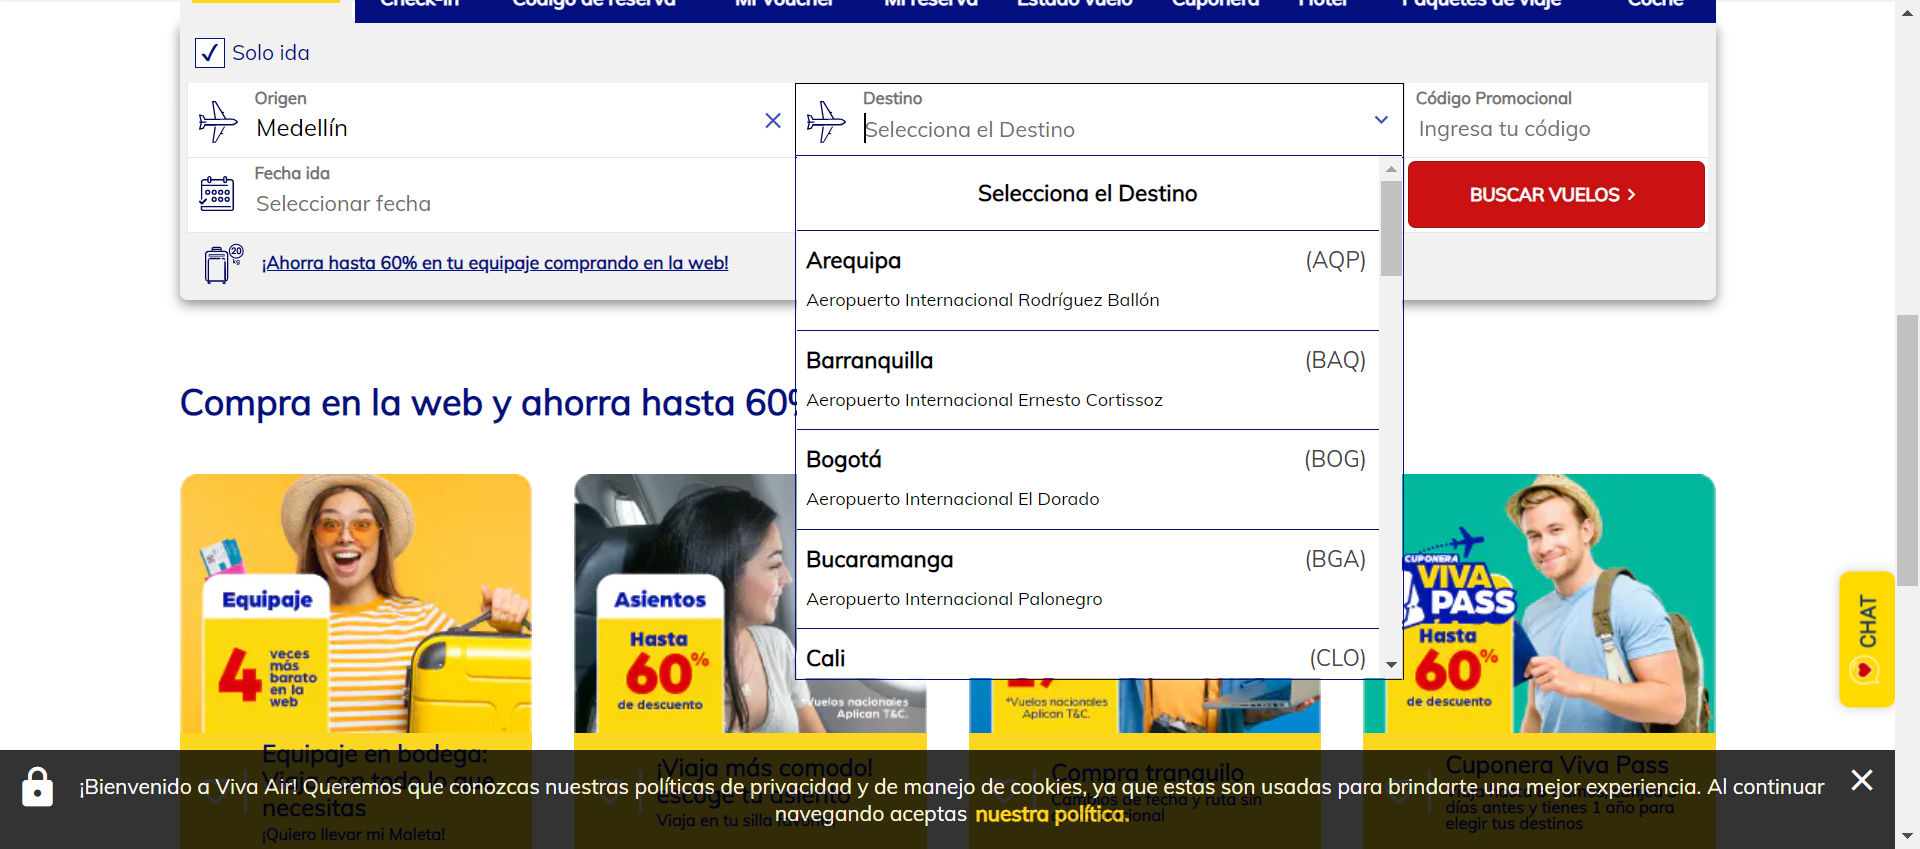 Check-in Código de reserva Mi voucher Mi reserva Estado vuelo Cuponera Hotel Paquetes de viaje Coche
Solo ida
Origen
Medellín
Destino
Selecciona el Destino
Código Promocional
Ingresa tu código
Fecha ida
Seleccionar fecha
BUSCAR VUELOS
20
kg
¡Ahorra hasta 60% en tu equipaje comprando en la web!
Selecciona el Destino
Arequipa (AQP)
Aeropuerto Internacional Rodríguez Ballón
Barranquilla (BAQ)
Aeropuerto Internacional Ernesto Cortissoz
Bogotá (BOG)
Aeropuerto Internacional El Dorado
Bucaramanga (BGA)
Aeropuerto Internacional Palonegro
Cali (CLO)
Compra en la web y ahorra hasta 60%
Equipaje
4 veces
más
barato
en la
web
Asientos
Hasta
60%
de descuento
*Vuelos nacionales
Aplican T&C.
*Vuelos nacionales
Aplican T&C.
CUPONERA
VIVA
PASS
Hasta
60%
de descuento
CHAT
Equipaje en bodega:
Viaja con todo lo que
necesitas
¡Quiero llevar mi Maleta!
¡Viaja más comodo!
escoge tu asiento
Viaja en tu silla favorita
Compra tranquilo
Cambios de fecha y ruta sin
Cuponera Viva Pass
días antes y tienes 1 año para
elegir tus destinos
¡Bienvenido a Viva Air! Queremos que conozcas nuestras políticas de privacidad y de manejo de cookies, ya que estas son usadas para brindarte una mejor experiencia. Al continuar
navegando aceptas nuestra política.